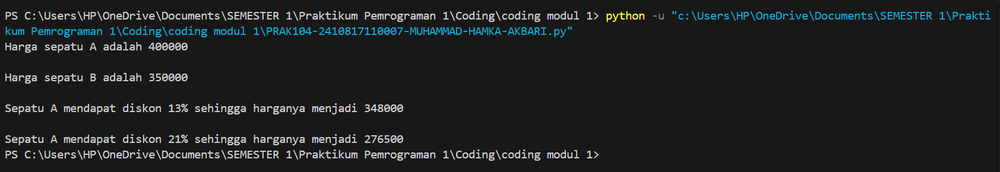 PS C:\Users\HP\OneDrive\Documents\SEMESTER 1\Praktikum Pemrograman 1\Coding\coding modul 1> python -u "c:\Users\HP\OneDrive\Documents\SEMESTER 1\Prakti
kum Pemrograman 1\Coding\coding modul 1\PRAK104-2410817110007-MUHAMMAD-HAMKA-AKBARI.py"
Harga sepatu A adalah 400000
Harga sepatu B adalah 350000
Sepatu A mendapat diskon 13% sehingga harganya menjadi 348000
Sepatu A mendapat diskon 21% sehingga harganya menjadi 276500
PS C:\Users\HP\OneDrive\Documents\SEMESTER 1\Praktikum Pemrograman 1\Coding\coding modul 1>